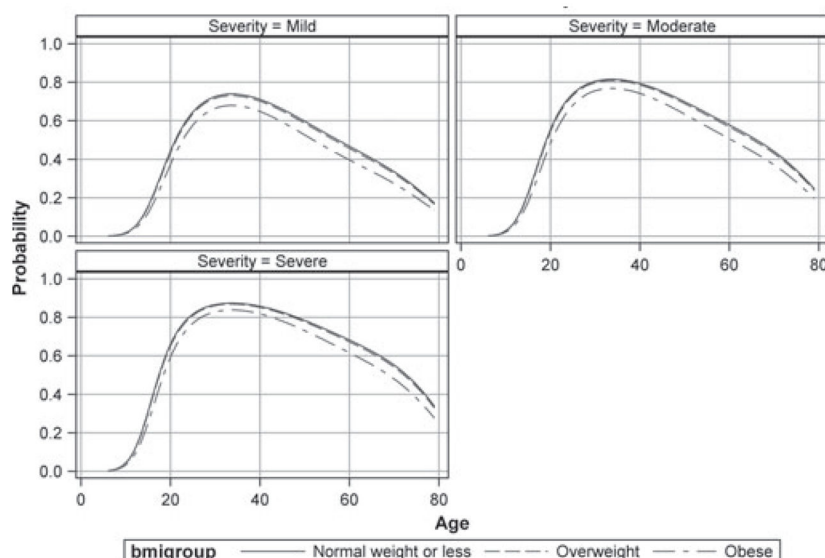 Severity = Mild
Severity = Moderate
1.0
0.8
0.6
0.4
0.2
0.0
0 20 40 60 80
Severity = Severe
1.0
0.8
0.6
0.4
0.2
0.0
0 20 40 60 80
Probability
Age
bmigroup Normal weight or less Overweight Obese